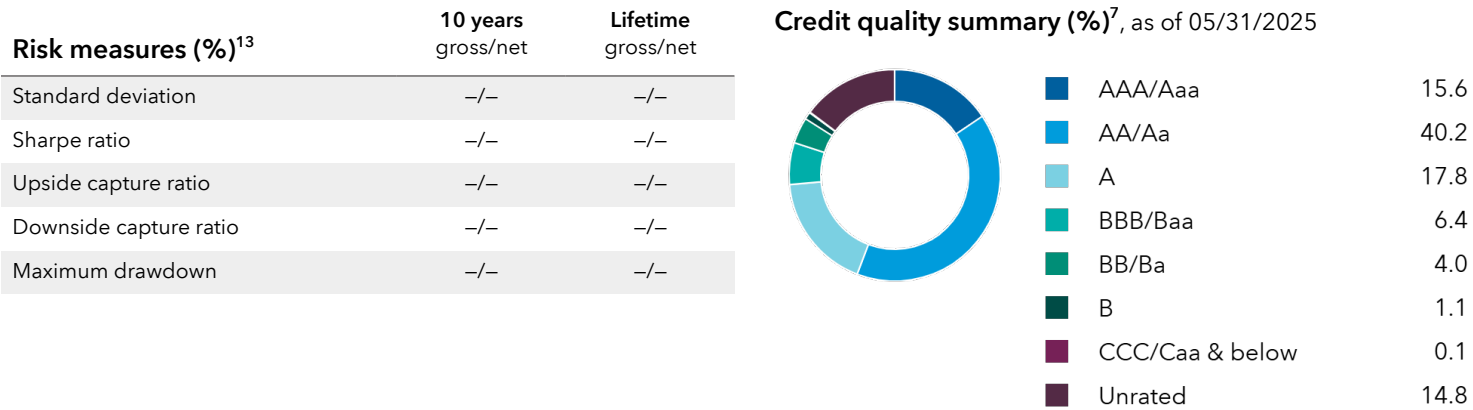 Risk measures (%)13 10 years gross/net Lifetime gross/net
Standard deviation –/– –/–
Sharpe ratio –/– –/–
Upside capture ratio –/– –/–
Downside capture ratio –/– –/–
Maximum drawdown –/– –/–
Credit quality summary (%)7, as of 05/31/2025
AAA/Aaa 15.6
AA/Aa 40.2
A 17.8
BBB/Baa 6.4
BB/Ba 4.0
B 1.1
CCC/Caa & below 0.1
Unrated 14.8